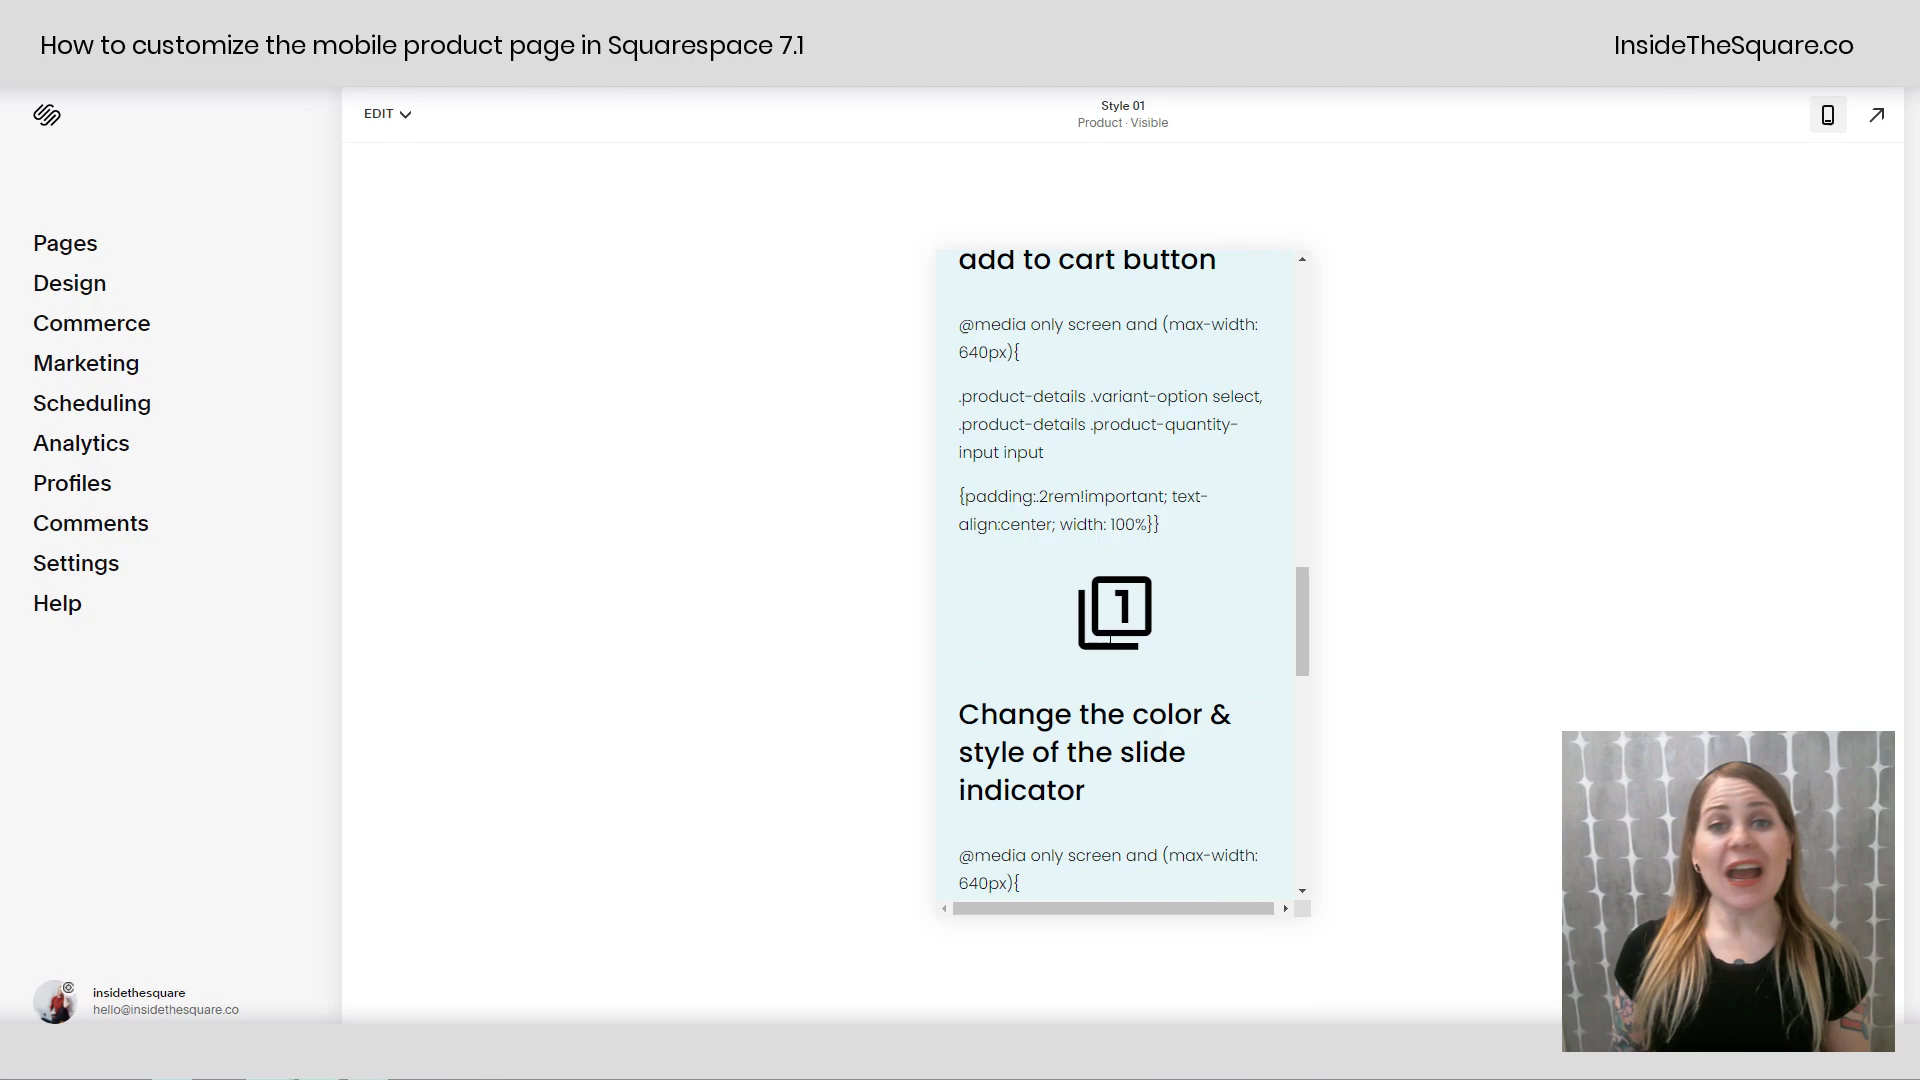 How to customize the mobile product page in Squarespace 7.1
InsideTheSquare.co
EDIT
Style 01
Product · Visible
Pages
Design
Commerce
Marketing
Scheduling
Analytics
Profiles
Comments
Settings
Help
insidethesquare
hello@insidethesquare.co
add to cart button
@media only screen and (max-width:
640px){
.product-details .variant-option select,
.product-details .product-quantity-
input input
{padding:.2rem!important; text-
align:center; width: 100%}}
1
Change the color &
style of the slide
indicator
@media only screen and (max-width:
640px){